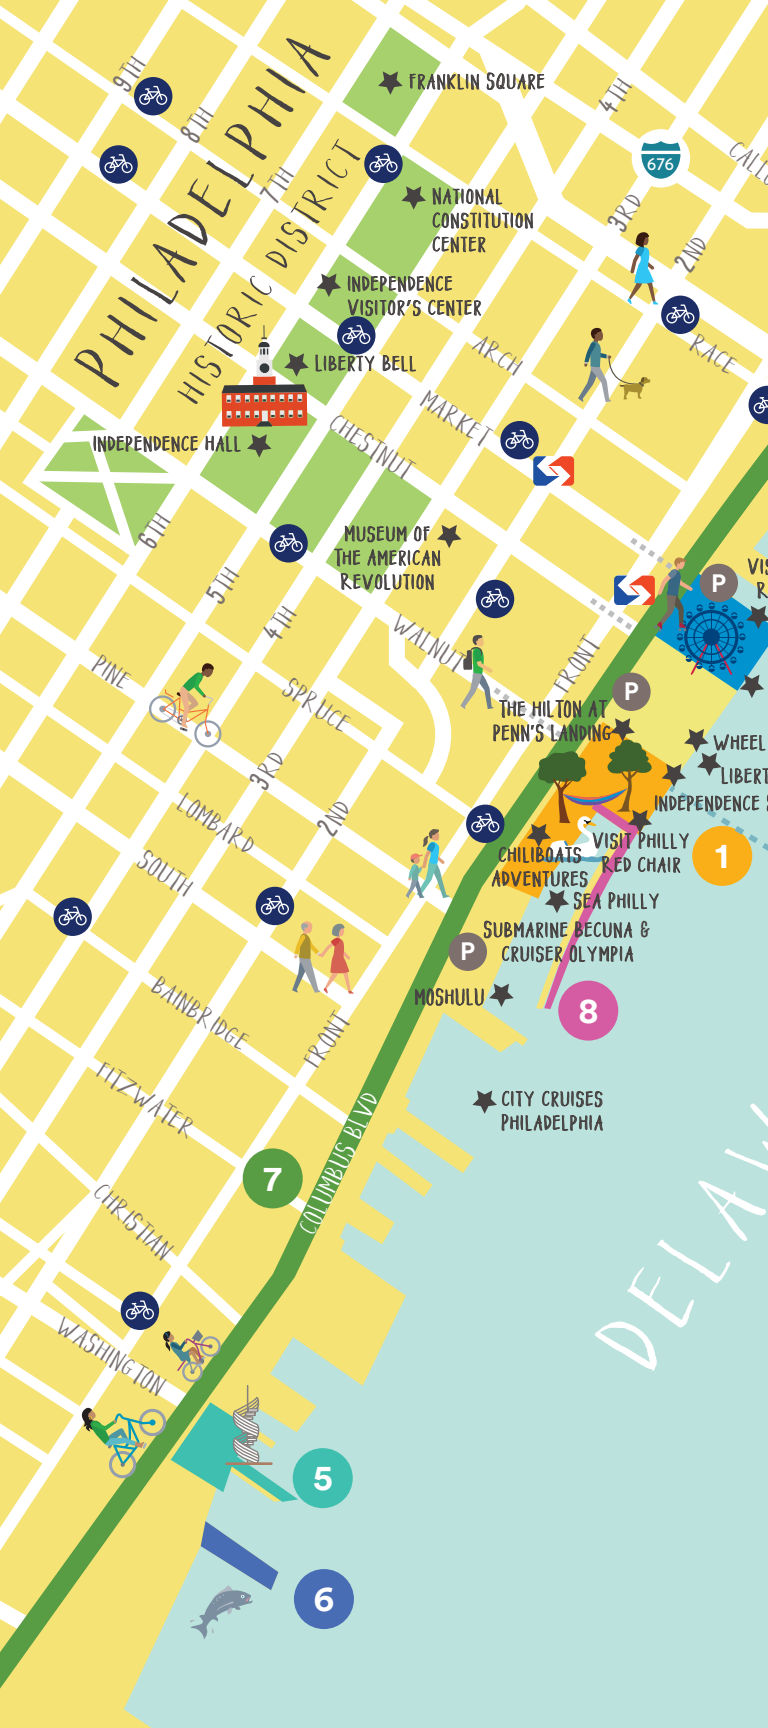 9TH
8TH
7TH
PHILADELPHIA
HISTORIC DISTRICT
FRANKLIN SQUARE
4TH
676
3RD
2ND
NATIONAL
CONSTITUTION
CENTER
INDEPENDENCE
VISITOR'S CENTER
LIBERTY BELL
ARCH
RACE
MARKET
CHESTNUT
INDEPENDENCE HALL
6TH
5TH
4TH
MUSEUM OF
THE AMERICAN
REVOLUTION
P
WALNUT
FRONT
P
PINE
SPRUCE
THE HILTON AT
PENN'S LANDING
3RD
2ND
WHEEL
INDEPENDENCE
LOMBARD
SOUTH
VISIT PHILLY
RED CHAIR
1
CHILIBOATS
ADVENTURES
SEA PHILLY
SUBMARINE BECUNA &
CRUISER OLYMPIA
P
MOSHULU
8
BAINBRIDGE
FRONT
FITZWATER
CITY CRUISES
PHILADELPHIA
COLUMBUS BLVD
7
CHRISTIAN
WASHINGTON
5
6